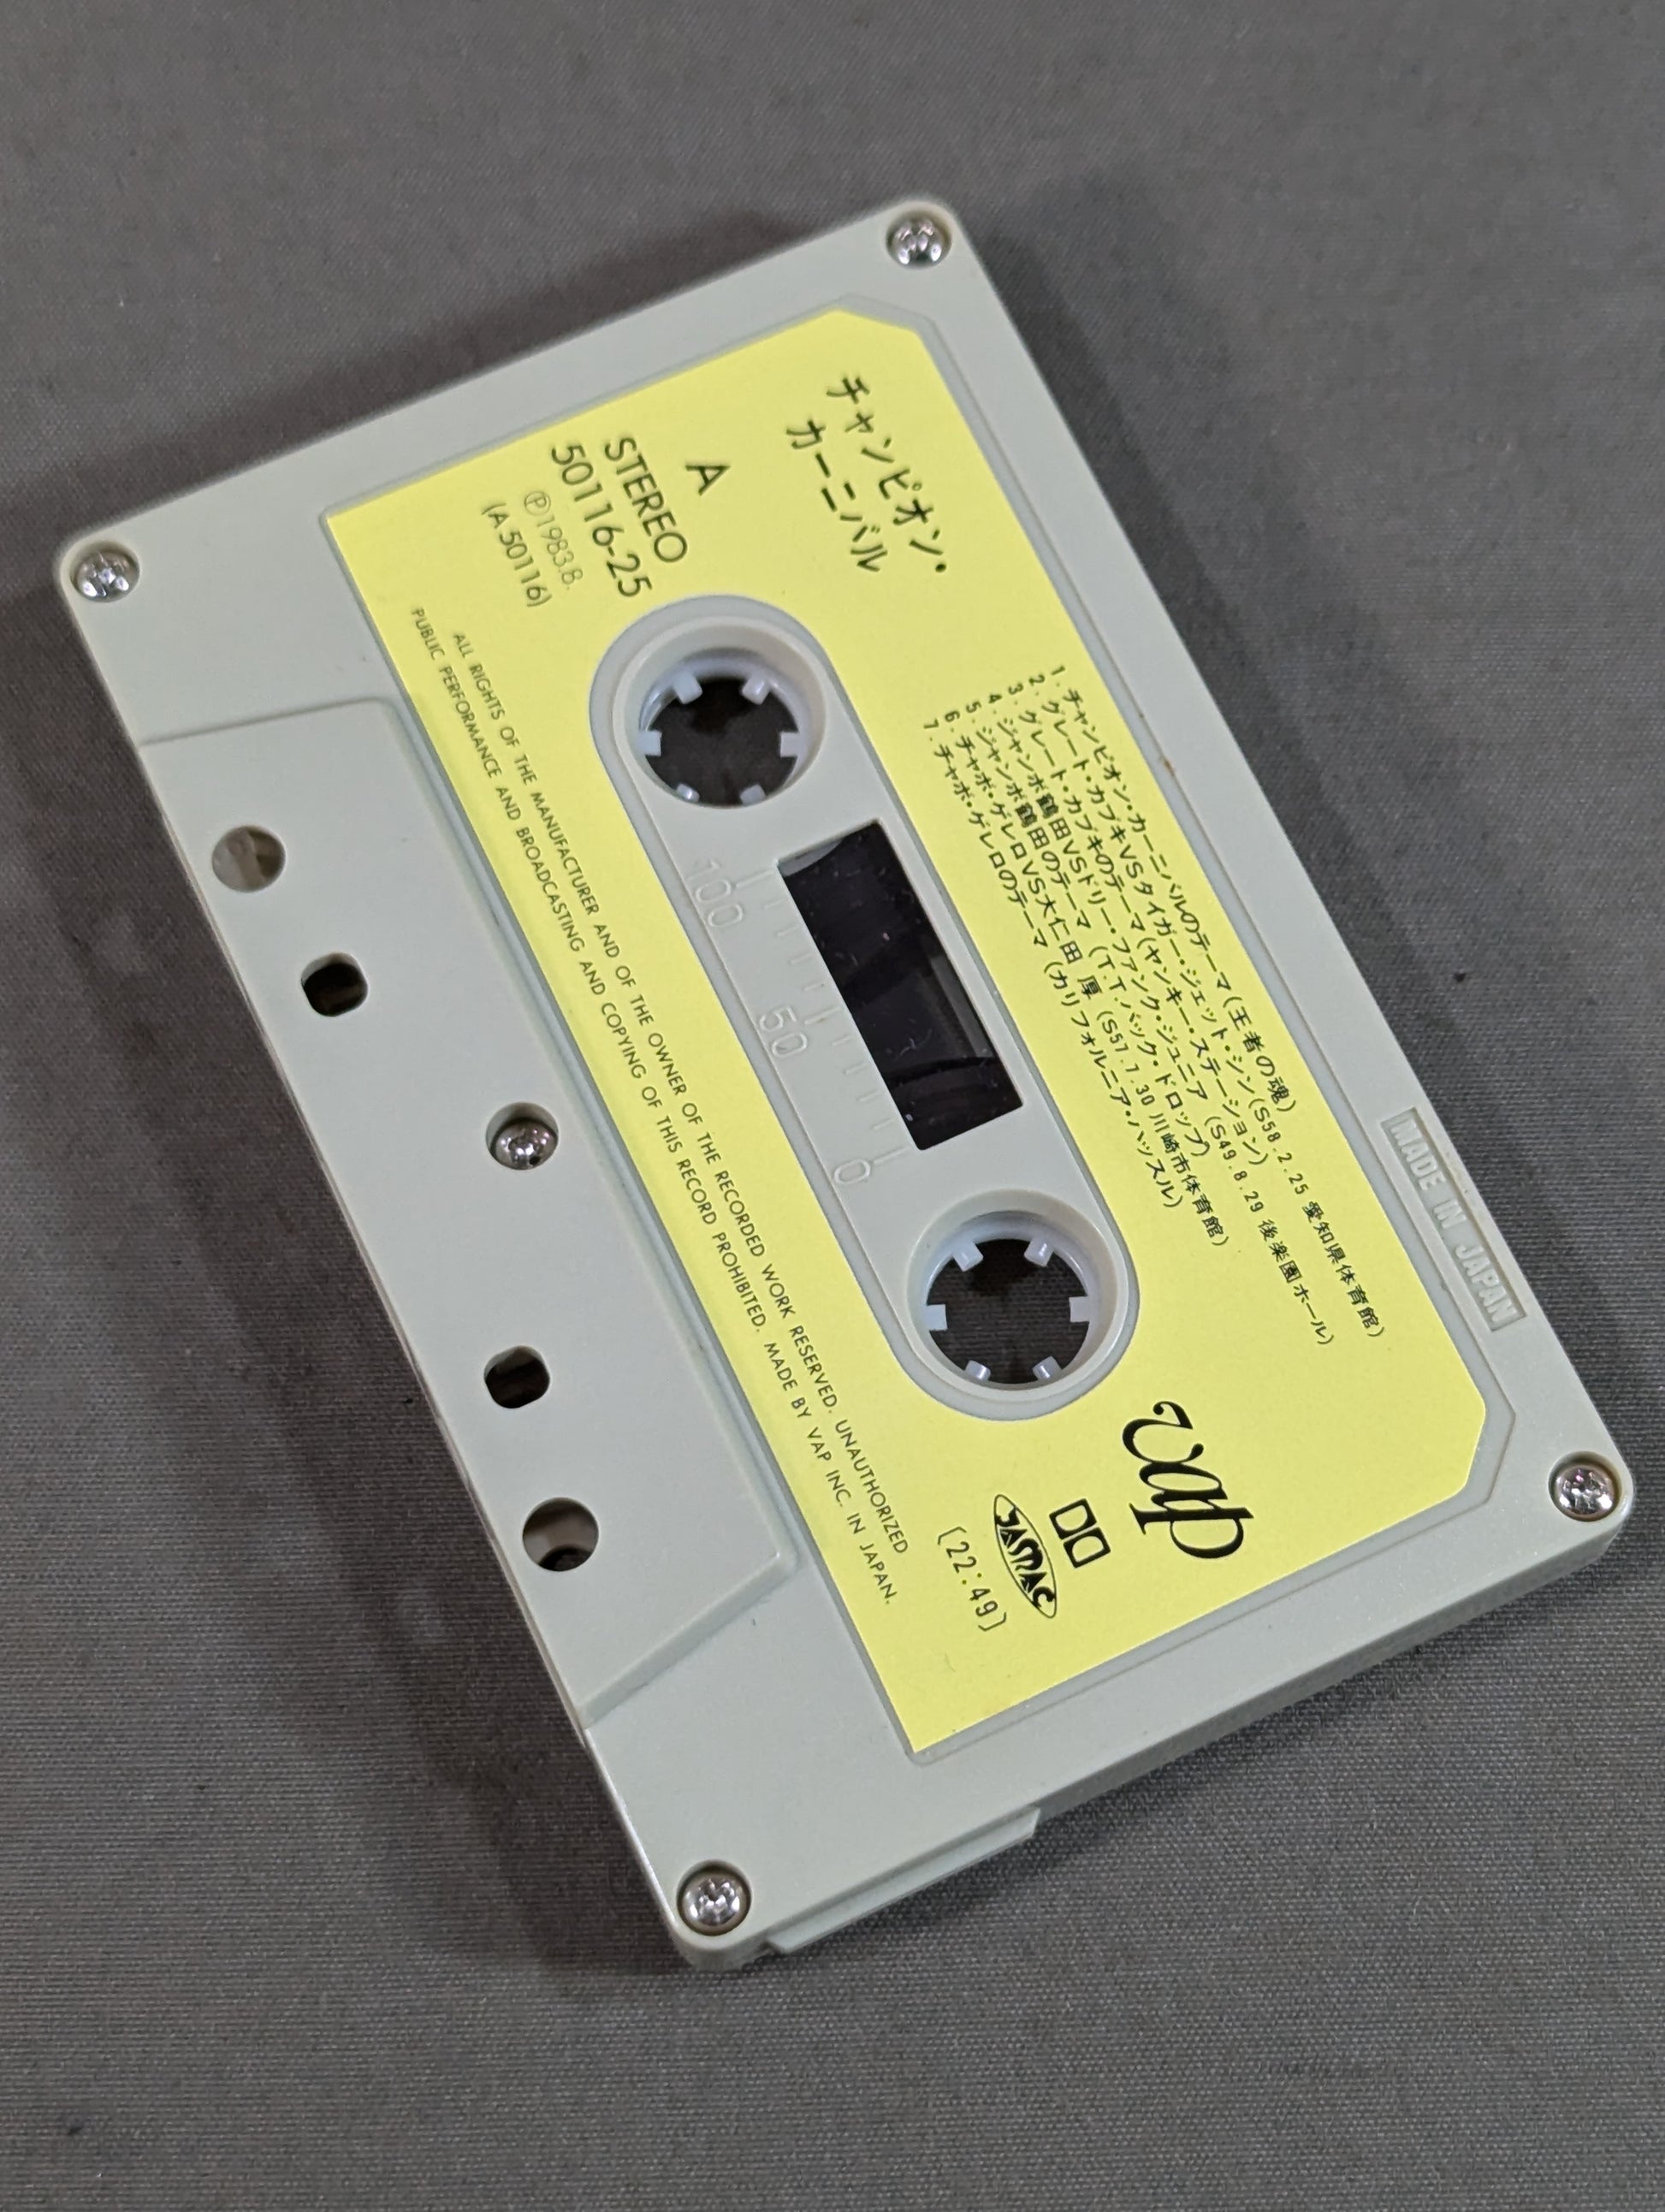 チャンピオン・
カーニバル
A
STEREO
50116-25
Ⓟ1983.8.
(A.50116)
1. チャンピオン・カーニバルのテーマ(王者の魂)
2. グレート・カブキVSタイガー・ジェット・シン(S58.2.25 愛知県体育館)
3. グレート・カブキのテーマ(ヤンキー・ステーション)
4. ジャンボ鶴田VSドリー・ファンク・ジュニア (S49.8.29 後楽園ホール)
5. ジャンボ鶴田のテーマ (T.T.バック・ドロップ)
6. チャボ・ゲレロVS大仁田 厚 (S57.7.30 川崎市体育館)
7. チャボ・ゲレロのテーマ (カリフォルニア・ハッスル)
vap
JASRAC
[22:49]
ALL RIGHTS OF THE MANUFACTURER AND OF THE OWNER OF THE RECORDED WORK RESERVED. UNAUTHORIZED
PUBLIC PERFORMANCE AND BROADCASTING AND COPYING OF THIS RECORD PROHIBITED. MADE BY VAP INC. IN JAPAN.
100 50 0
MADE IN JAPAN